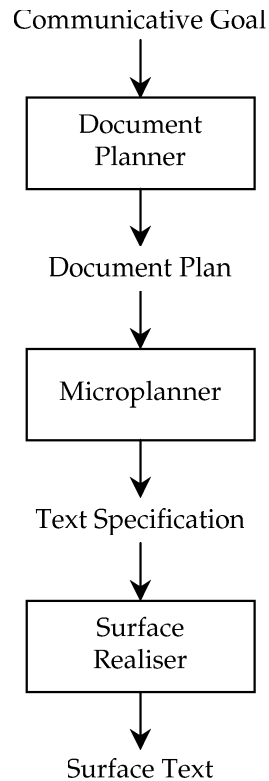 Communicative Goal
Document
Planner
Document Plan
Microplanner
Text Specification
Surface
Realiser
Surface Text